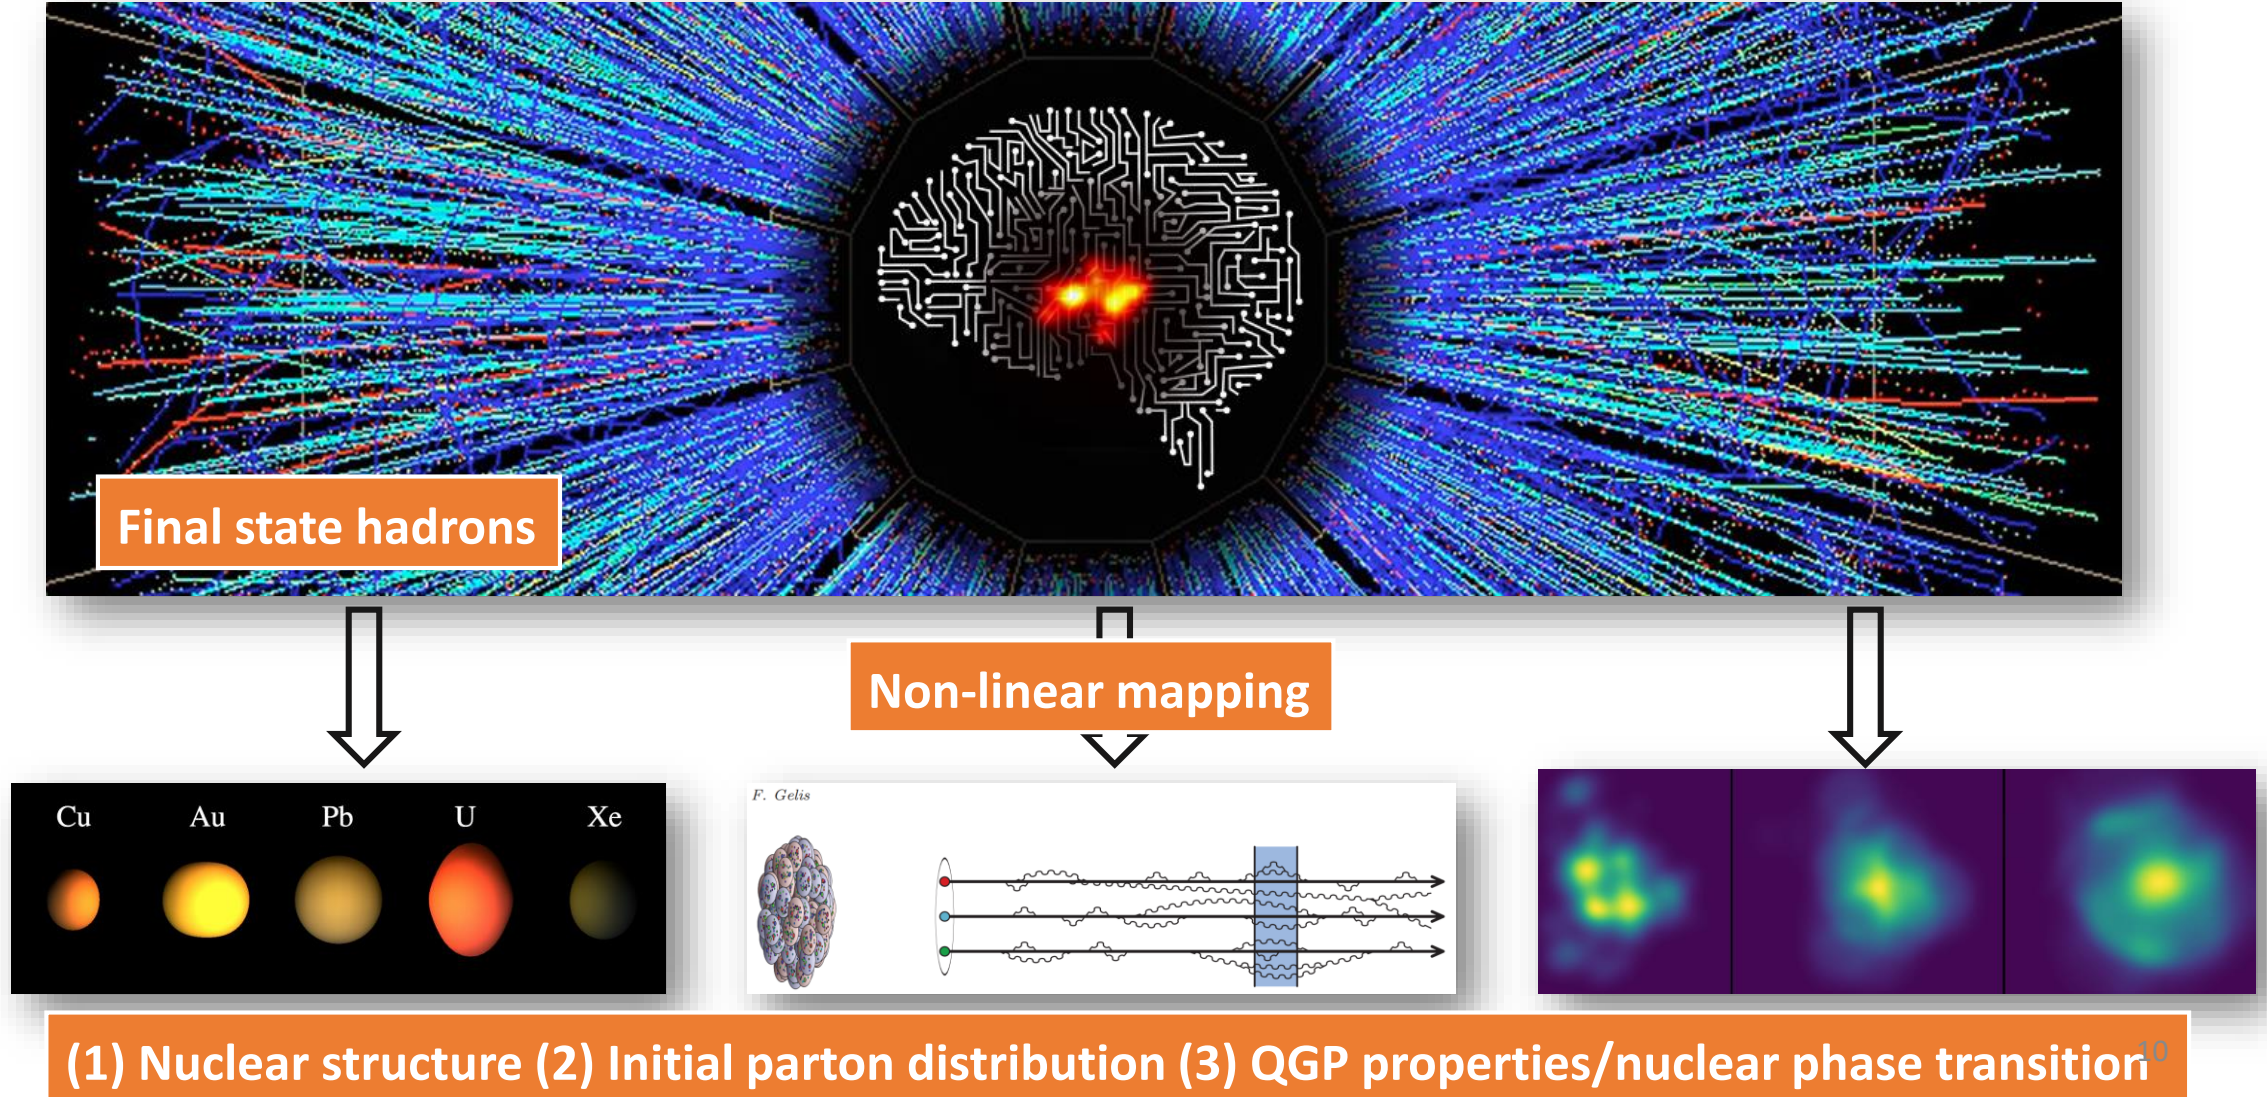 Final state hadrons
Non-linear mapping
Cu Au Pb U Xe
F. Gelis
(1) Nuclear structure (2) Initial parton distribution (3) QGP properties/nuclear phase transition
10